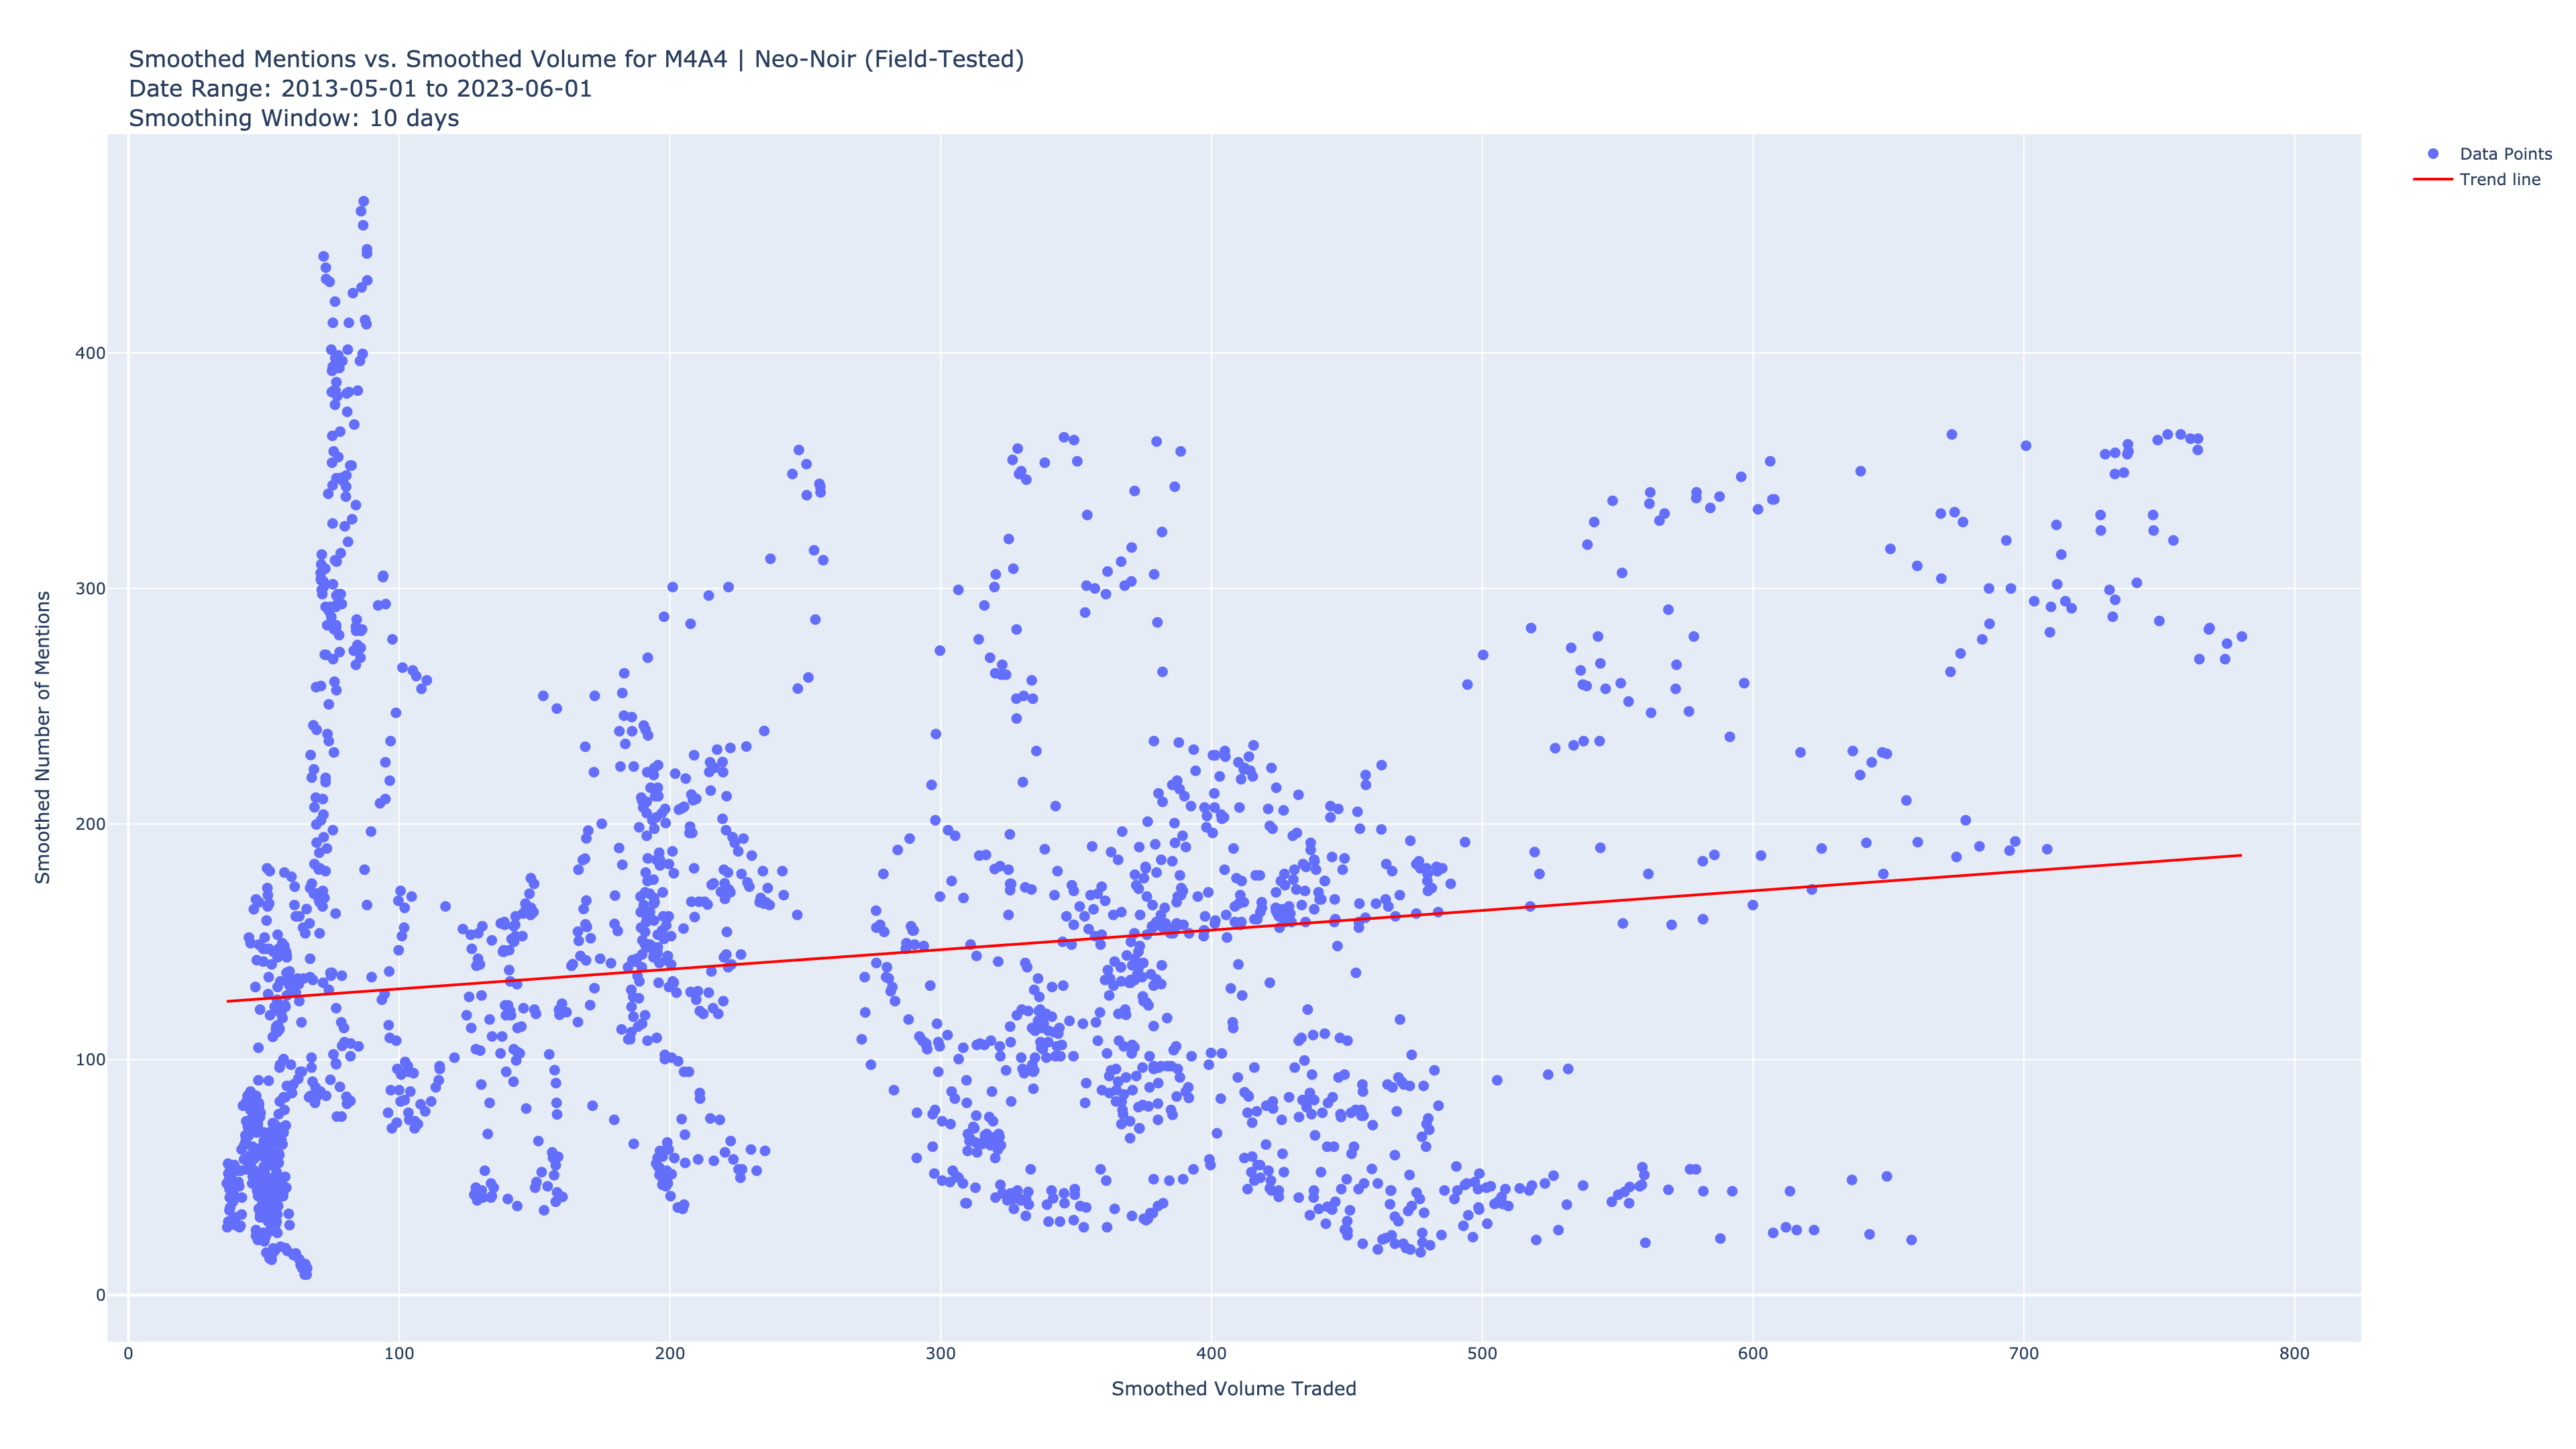 Smoothed Mentions vs. Smoothed Volume for M4A4 | Neo-Noir (Field-Tested)
Date Range: 2013-05-01 to 2023-06-01
Smoothing Window: 10 days
Data Points
Trend line
Smoothed Number of Mentions
400
300
200
100
0
0 100 200 300 400 500 600 700 800
Smoothed Volume Traded